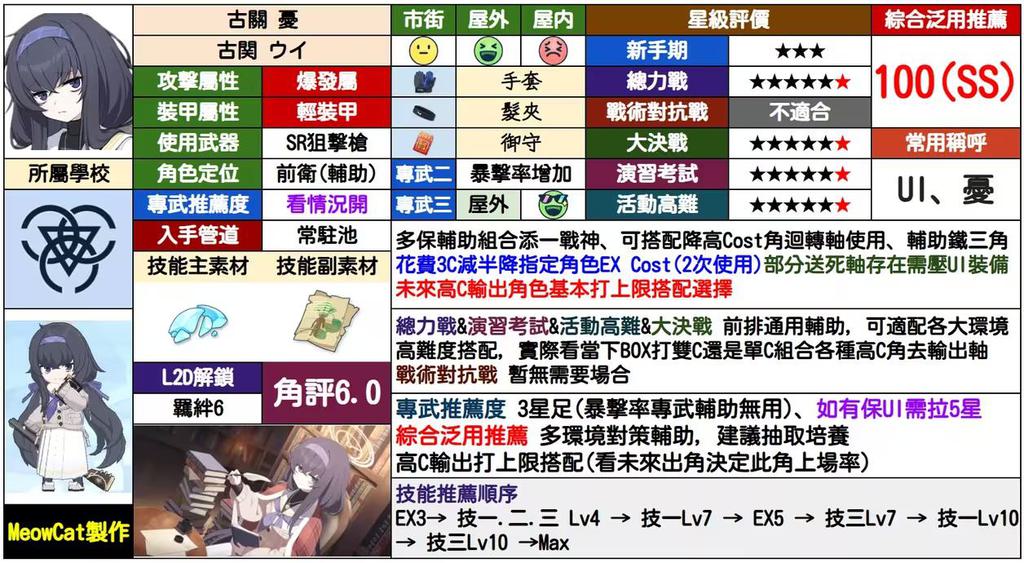 古關 憂
市街
屋外
屋內
星級評價
綜合泛用推薦
古関 ウイ
新手期
★★★
100(SS)
攻擊屬性
爆發屬
手套
總力戰
★★★★★★
裝甲屬性
輕裝甲
髮夾
戰術對抗戰
不適合
使用武器
SR狙擊槍
御守
大決戰
★★★★★★
常用稱呼
所屬學校
角色定位
前衛(輔助)
專武二
暴擊率增加
演習考試
★★★★★★
UI、憂
專武推薦度
看情況開
專武三
屋外
活動高難
★★★★★★
入手管道
常駐池
技能主素材
技能副素材
多保輔助組合添一戰神、可搭配降高Cost角迴轉軸使用、輔助鐵三角
花費3C減半降指定角色EX Cost(2次使用)部分送死軸存在需壓UI裝備
未來高C輸出角色基本打上限搭配選擇
總力戰&演習考試&活動高難&大決戰 前排通用輔助，可適配各大環境
高難度搭配，實際看當下BOX打雙C還是單C組合各種高C角去輸出軸
戰術對抗戰 暫無需要場合
L2D解鎖
羈絆6
角評6.0
專武推薦度 3星足(暴擊率專武輔助無用)、如有保UI需拉5星
綜合泛用推薦 多環境對策輔助，建議抽取培養
高C輸出打上限搭配(看未來出角決定此角上場率)
技能推薦順序
EX3→ 技一.二.三 Lv4 → 技一Lv7 → EX5 → 技三Lv7 → 技一Lv10
→ 技三Lv10 →Max
MeowCat製作